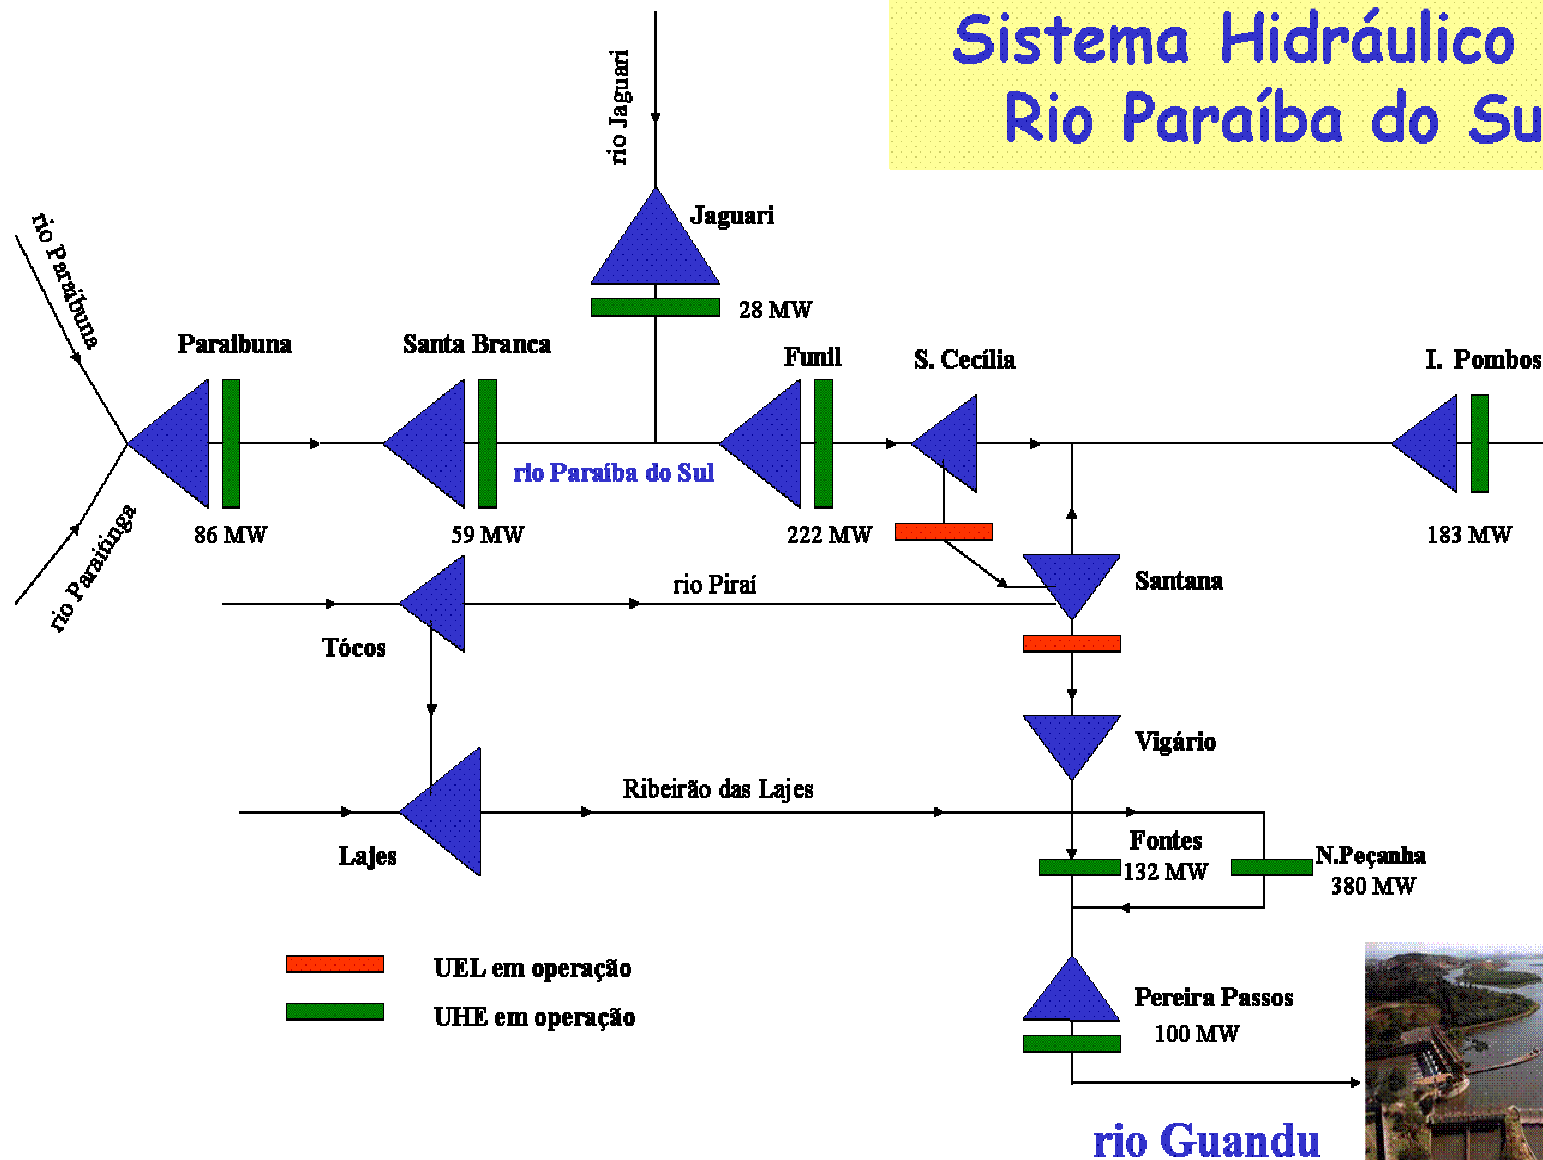 Sistema Hidráulico
Rio Paraíba do Su
rio Jaguari
Jaguari
28 MW
rio Paraibuna
Paraibuna
Santa Branca
Funil
S. Cecília
I. Pombos
rio Paraíba do Sul
86 MW
59 MW
222 MW
183 MW
rio Paraitinga
rio Piraí
Santana
Tócos
Vigário
Ribeirão das Lajes
Lajes
Fontes
132 MW
N.Peçanha
380 MW
UEL em operação
UHE em operação
Pereira Passos
100 MW
rio Guandu